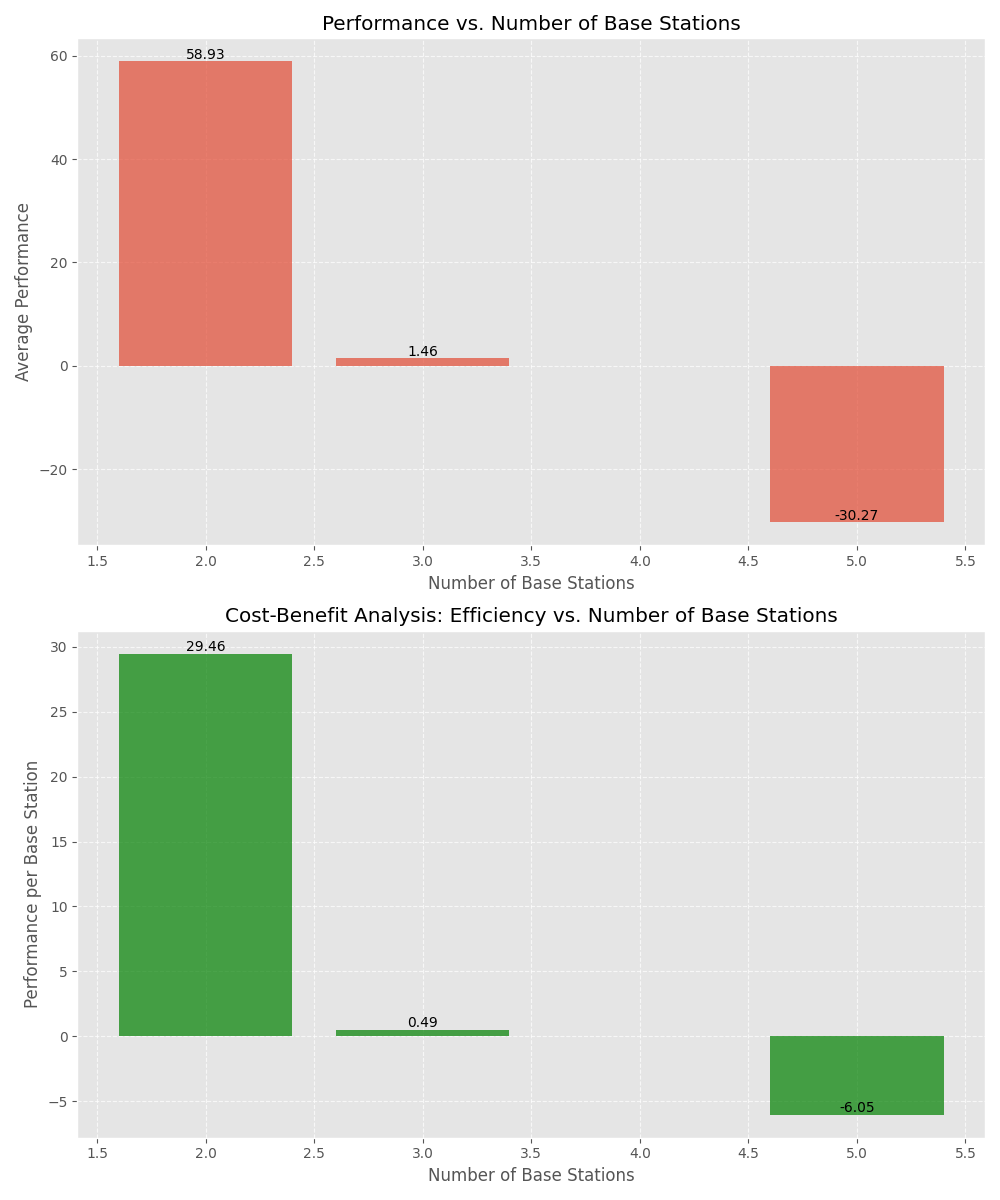 Performance vs. Number of Base Stations
60
40
20
0
−20
Average Performance
58.93
1.46
-30.27
1.5 2.0 2.5 3.0 3.5 4.0 4.5 5.0 5.5
Number of Base Stations
Cost-Benefit Analysis: Efficiency vs. Number of Base Stations
30
25
20
15
10
5
0
−5
Performance per Base Station
29.46
0.49
-6.05
1.5 2.0 2.5 3.0 3.5 4.0 4.5 5.0 5.5
Number of Base Stations